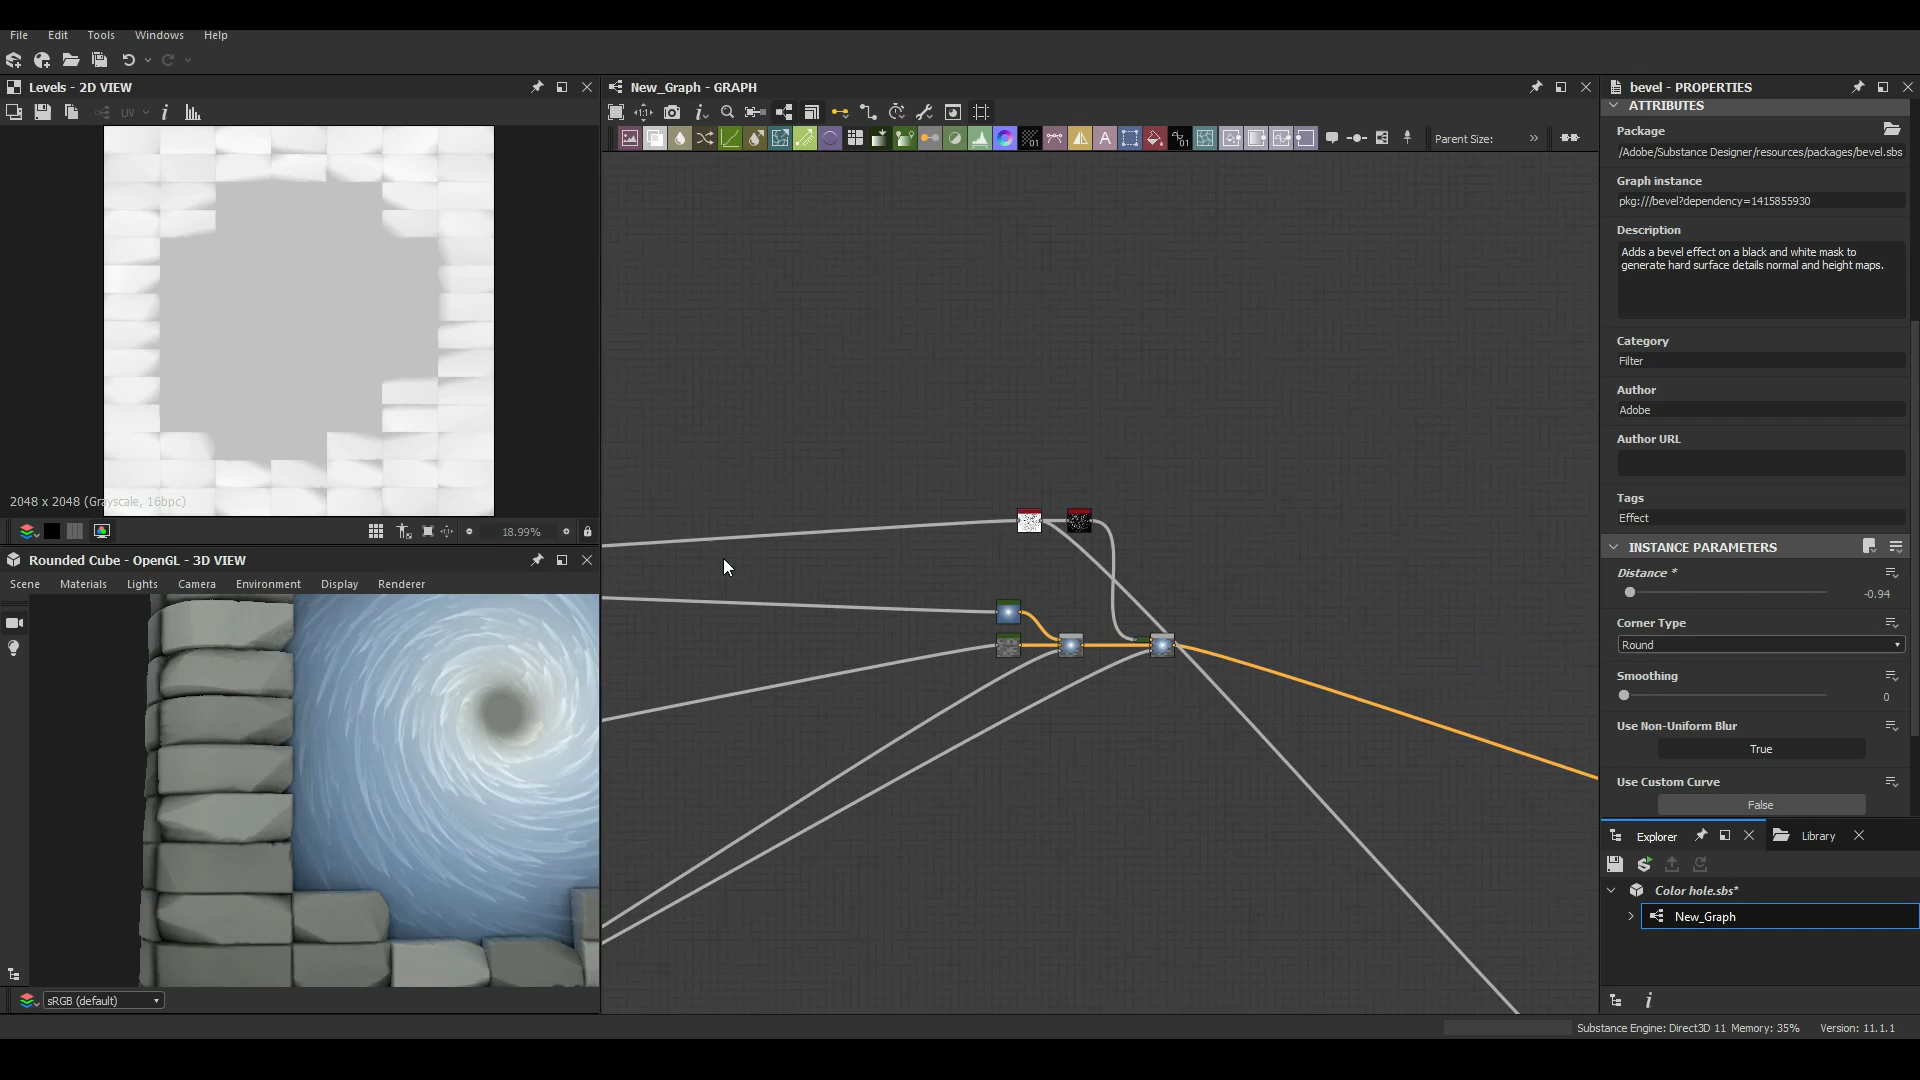 File Edit Tools Windows Help
Levels - 2D VIEW
UV
2048 x 2048 (Grayscale, 16bpc)
18.99%
Rounded Cube - OpenGL - 3D VIEW
Scene Materials Lights Camera Environment Display Renderer
sRGB (default)
New_Graph - GRAPH
Parent Size:
bevel - PROPERTIES
ATTRIBUTES
Package
/Adobe/Substance Designer/resources/packages/bevel.sbs
Graph instance
pkg:///bevel?dependency=1415855930
Description
Adds a bevel effect on a black and white mask to
generate hard surface details normal and height maps.
Category
Filter
Author
Adobe
Author URL
Tags
Effect
INSTANCE PARAMETERS
Distance *
-0.94
Corner Type
Round
Smoothing
0
Use Non-Uniform Blur
True
Use Custom Curve
False
Explorer Library
Color hole.sbs*
New_Graph
Substance Engine: Direct3D 11 Memory: 35% Version: 11.1.1